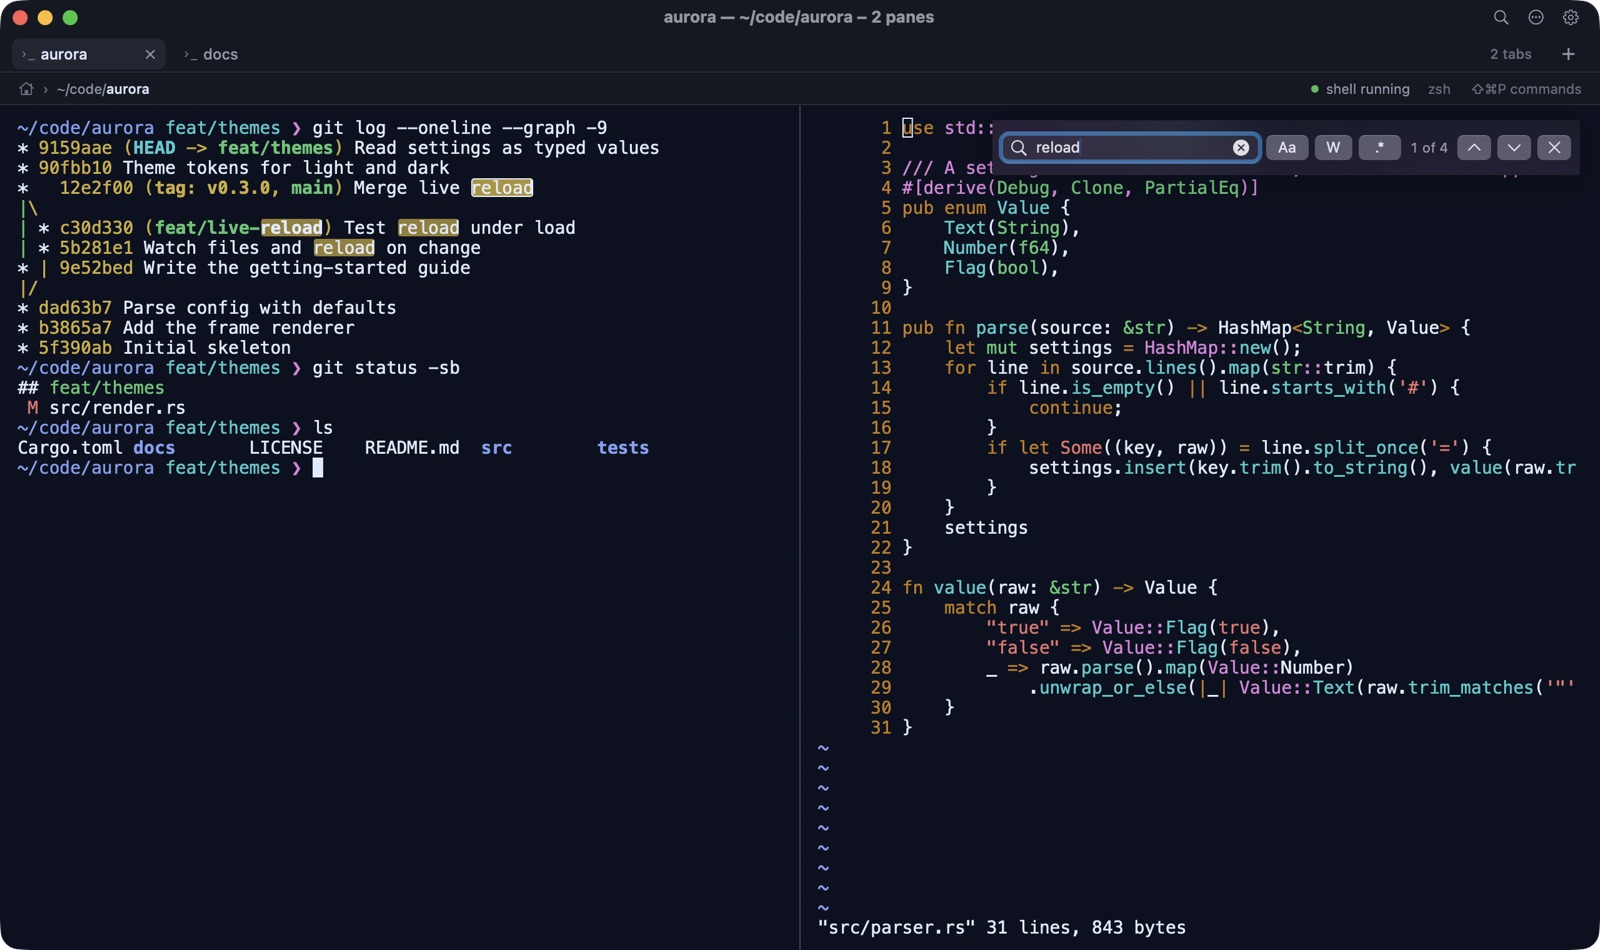 aurora — ~/code/aurora – 2 panes
›_ aurora
›_ docs
2 tabs
› ~/code/aurora
shell running zsh ⇧⌘P commands
~/code/aurora feat/themes ❯ git log --oneline --graph -9
* 9159aae (HEAD -> feat/themes) Read settings as typed values
* 90fbb10 Theme tokens for light and dark
*   12e2f00 (tag: v0.3.0, main) Merge live reload
|\
| * c30d330 (feat/live-reload) Test reload under load
| * 5b281e1 Watch files and reload on change
* | 9e52bed Write the getting-started guide
|/
* dad63b7 Parse config with defaults
* b3865a7 Add the frame renderer
* 5f390ab Initial skeleton
~/code/aurora feat/themes ❯ git status -sb
## feat/themes
 M src/render.rs
~/code/aurora feat/themes ❯ ls
Cargo.toml docs       LICENSE    README.md  src        tests
~/code/aurora feat/themes ❯
reload
Aa W .* 1 of 4
1 use std::
2
3 /// A set
4 #[derive(Debug, Clone, PartialEq)]
5 pub enum Value {
6     Text(String),
7     Number(f64),
8     Flag(bool),
9 }
10
11 pub fn parse(source: &str) -> HashMap<String, Value> {
12     let mut settings = HashMap::new();
13     for line in source.lines().map(str::trim) {
14         if line.is_empty() || line.starts_with('#') {
15             continue;
16         }
17         if let Some((key, raw)) = line.split_once('=') {
18             settings.insert(key.trim().to_string(), value(raw.tr
19         }
20     }
21     settings
22 }
23
24 fn value(raw: &str) -> Value {
25     match raw {
26         "true" => Value::Flag(true),
27         "false" => Value::Flag(false),
28         _ => raw.parse().map(Value::Number)
29             .unwrap_or_else(|_| Value::Text(raw.trim_matches('"'
30     }
31 }
~
~
~
~
~
~
~
~
~
"src/parser.rs" 31 lines, 843 bytes